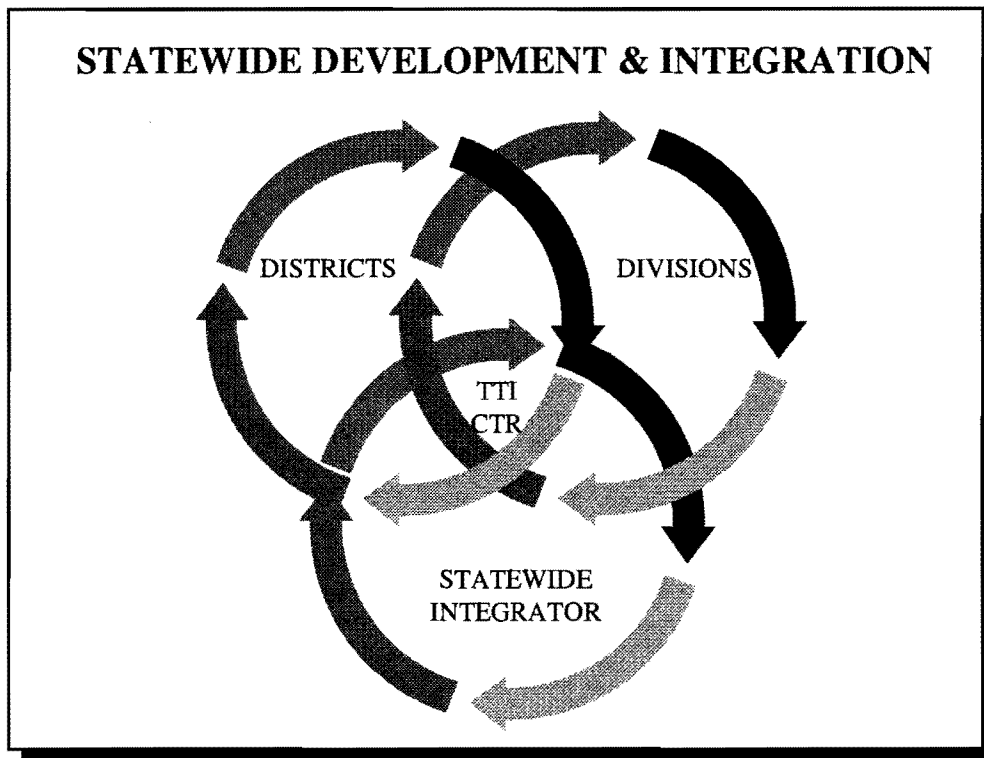 STATEWIDE DEVELOPMENT & INTEGRATION
DISTRICTS
DIVISIONS
TTI
CTR
STATEWIDE
INTEGRATOR